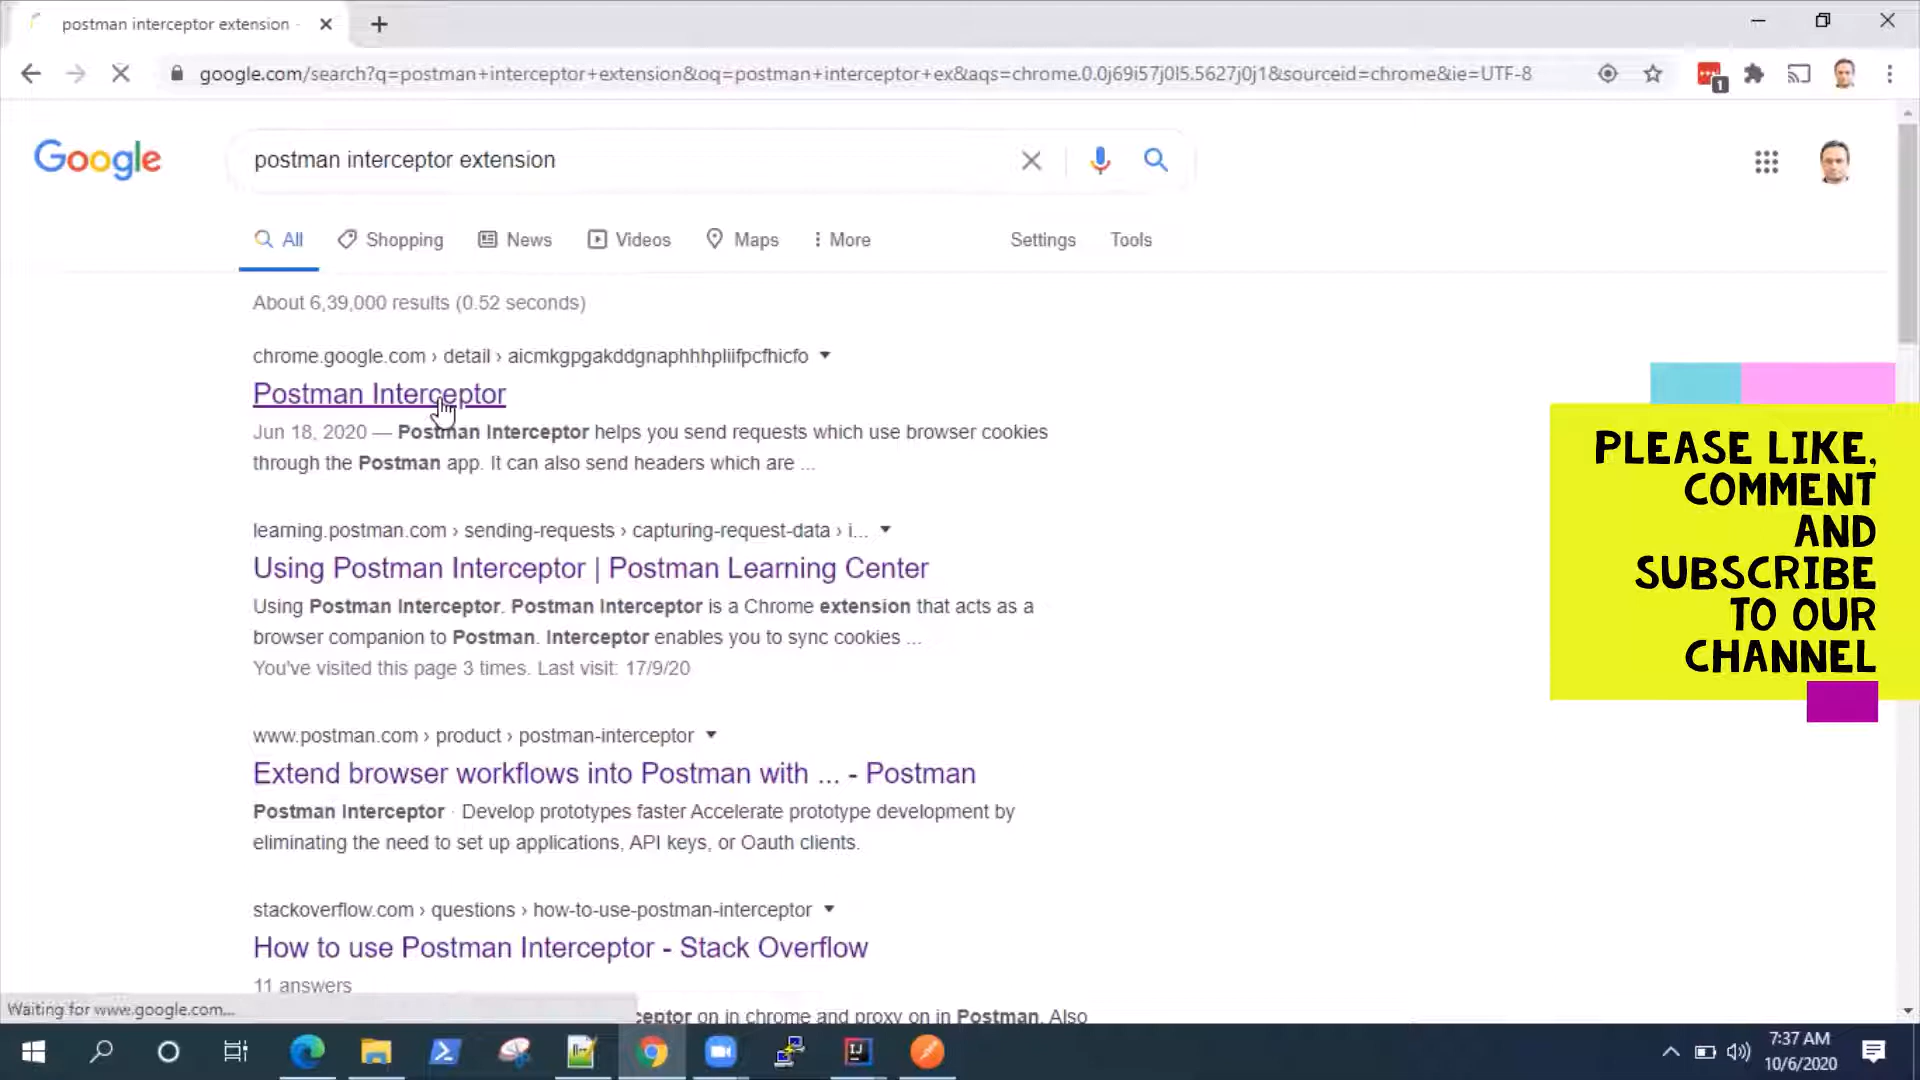 postman interceptor extension -
google.com/search?q=postman+interceptor+extension&oq=postman+interceptor+ex&aqs=chrome.0.0j69i57j0l5.5627j0j1&sourceid=chrome&ie=UTF-8
1
Google
postman interceptor extension
All Shopping News Videos Maps More Settings Tools
About 6,39,000 results (0.52 seconds)
chrome.google.com › detail › aicmkgpgakddgnaphhhpliifpcfhicfo
Postman Interceptor
Jun 18, 2020 — Postman Interceptor helps you send requests which use browser cookies
through the Postman app. It can also send headers which are ...
learning.postman.com › sending-requests › capturing-request-data › i...
Using Postman Interceptor | Postman Learning Center
Using Postman Interceptor. Postman Interceptor is a Chrome extension that acts as a
browser companion to Postman. Interceptor enables you to sync cookies ...
You've visited this page 3 times. Last visit: 17/9/20
www.postman.com › product › postman-interceptor
Extend browser workflows into Postman with ... - Postman
Postman Interceptor · Develop prototypes faster Accelerate prototype development by
eliminating the need to set up applications, API keys, or Oauth clients.
stackoverflow.com › questions › how-to-use-postman-interceptor
How to use Postman Interceptor - Stack Overflow
11 answers
ceptor on in chrome and proxy on in Postman. Also
Waiting for www.google.com...
PLEASE LIKE,
COMMENT
AND
SUBSCRIBE
TO OUR
CHANNEL
IJ
7:37 AM
10/6/2020